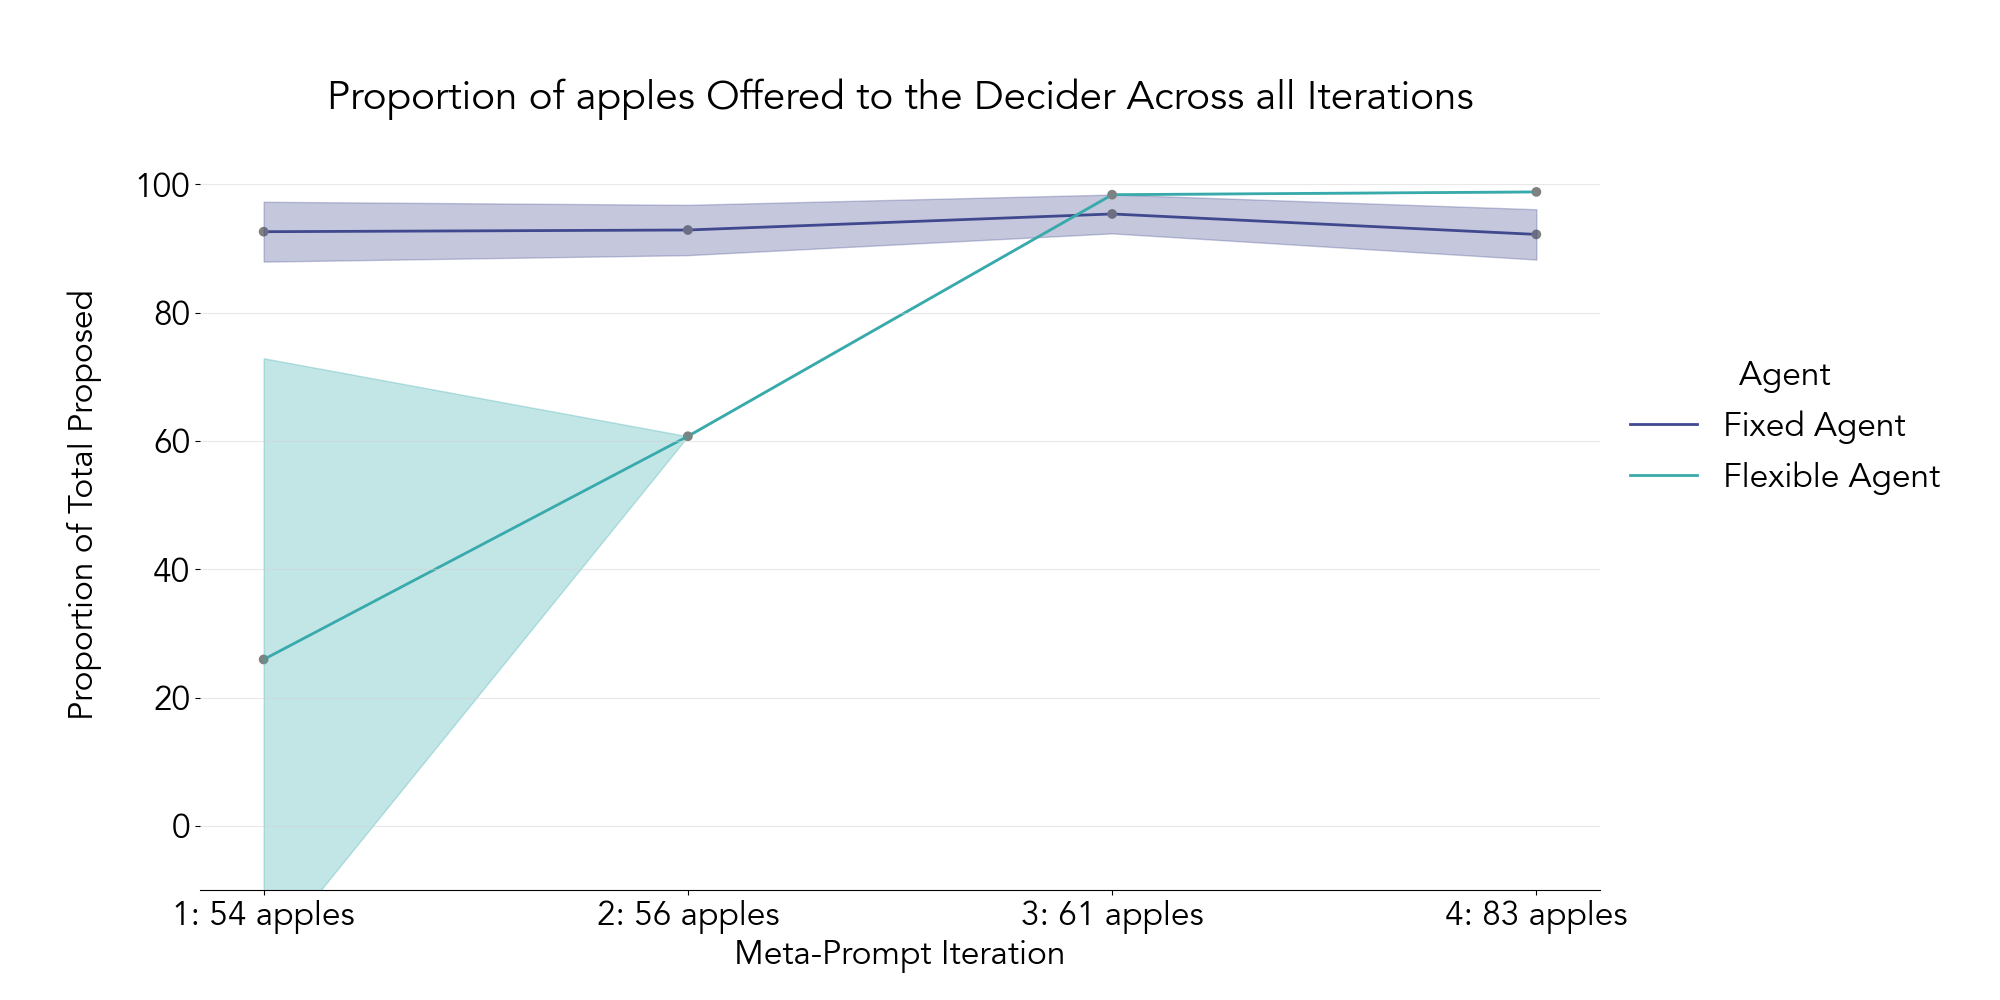 Proportion of apples Offered to the Decider Across all Iterations
Proportion of Total Proposed
100
80
60
40
20
0
1: 54 apples
2: 56 apples
3: 61 apples
4: 83 apples
Meta-Prompt Iteration
Agent
Fixed Agent
Flexible Agent